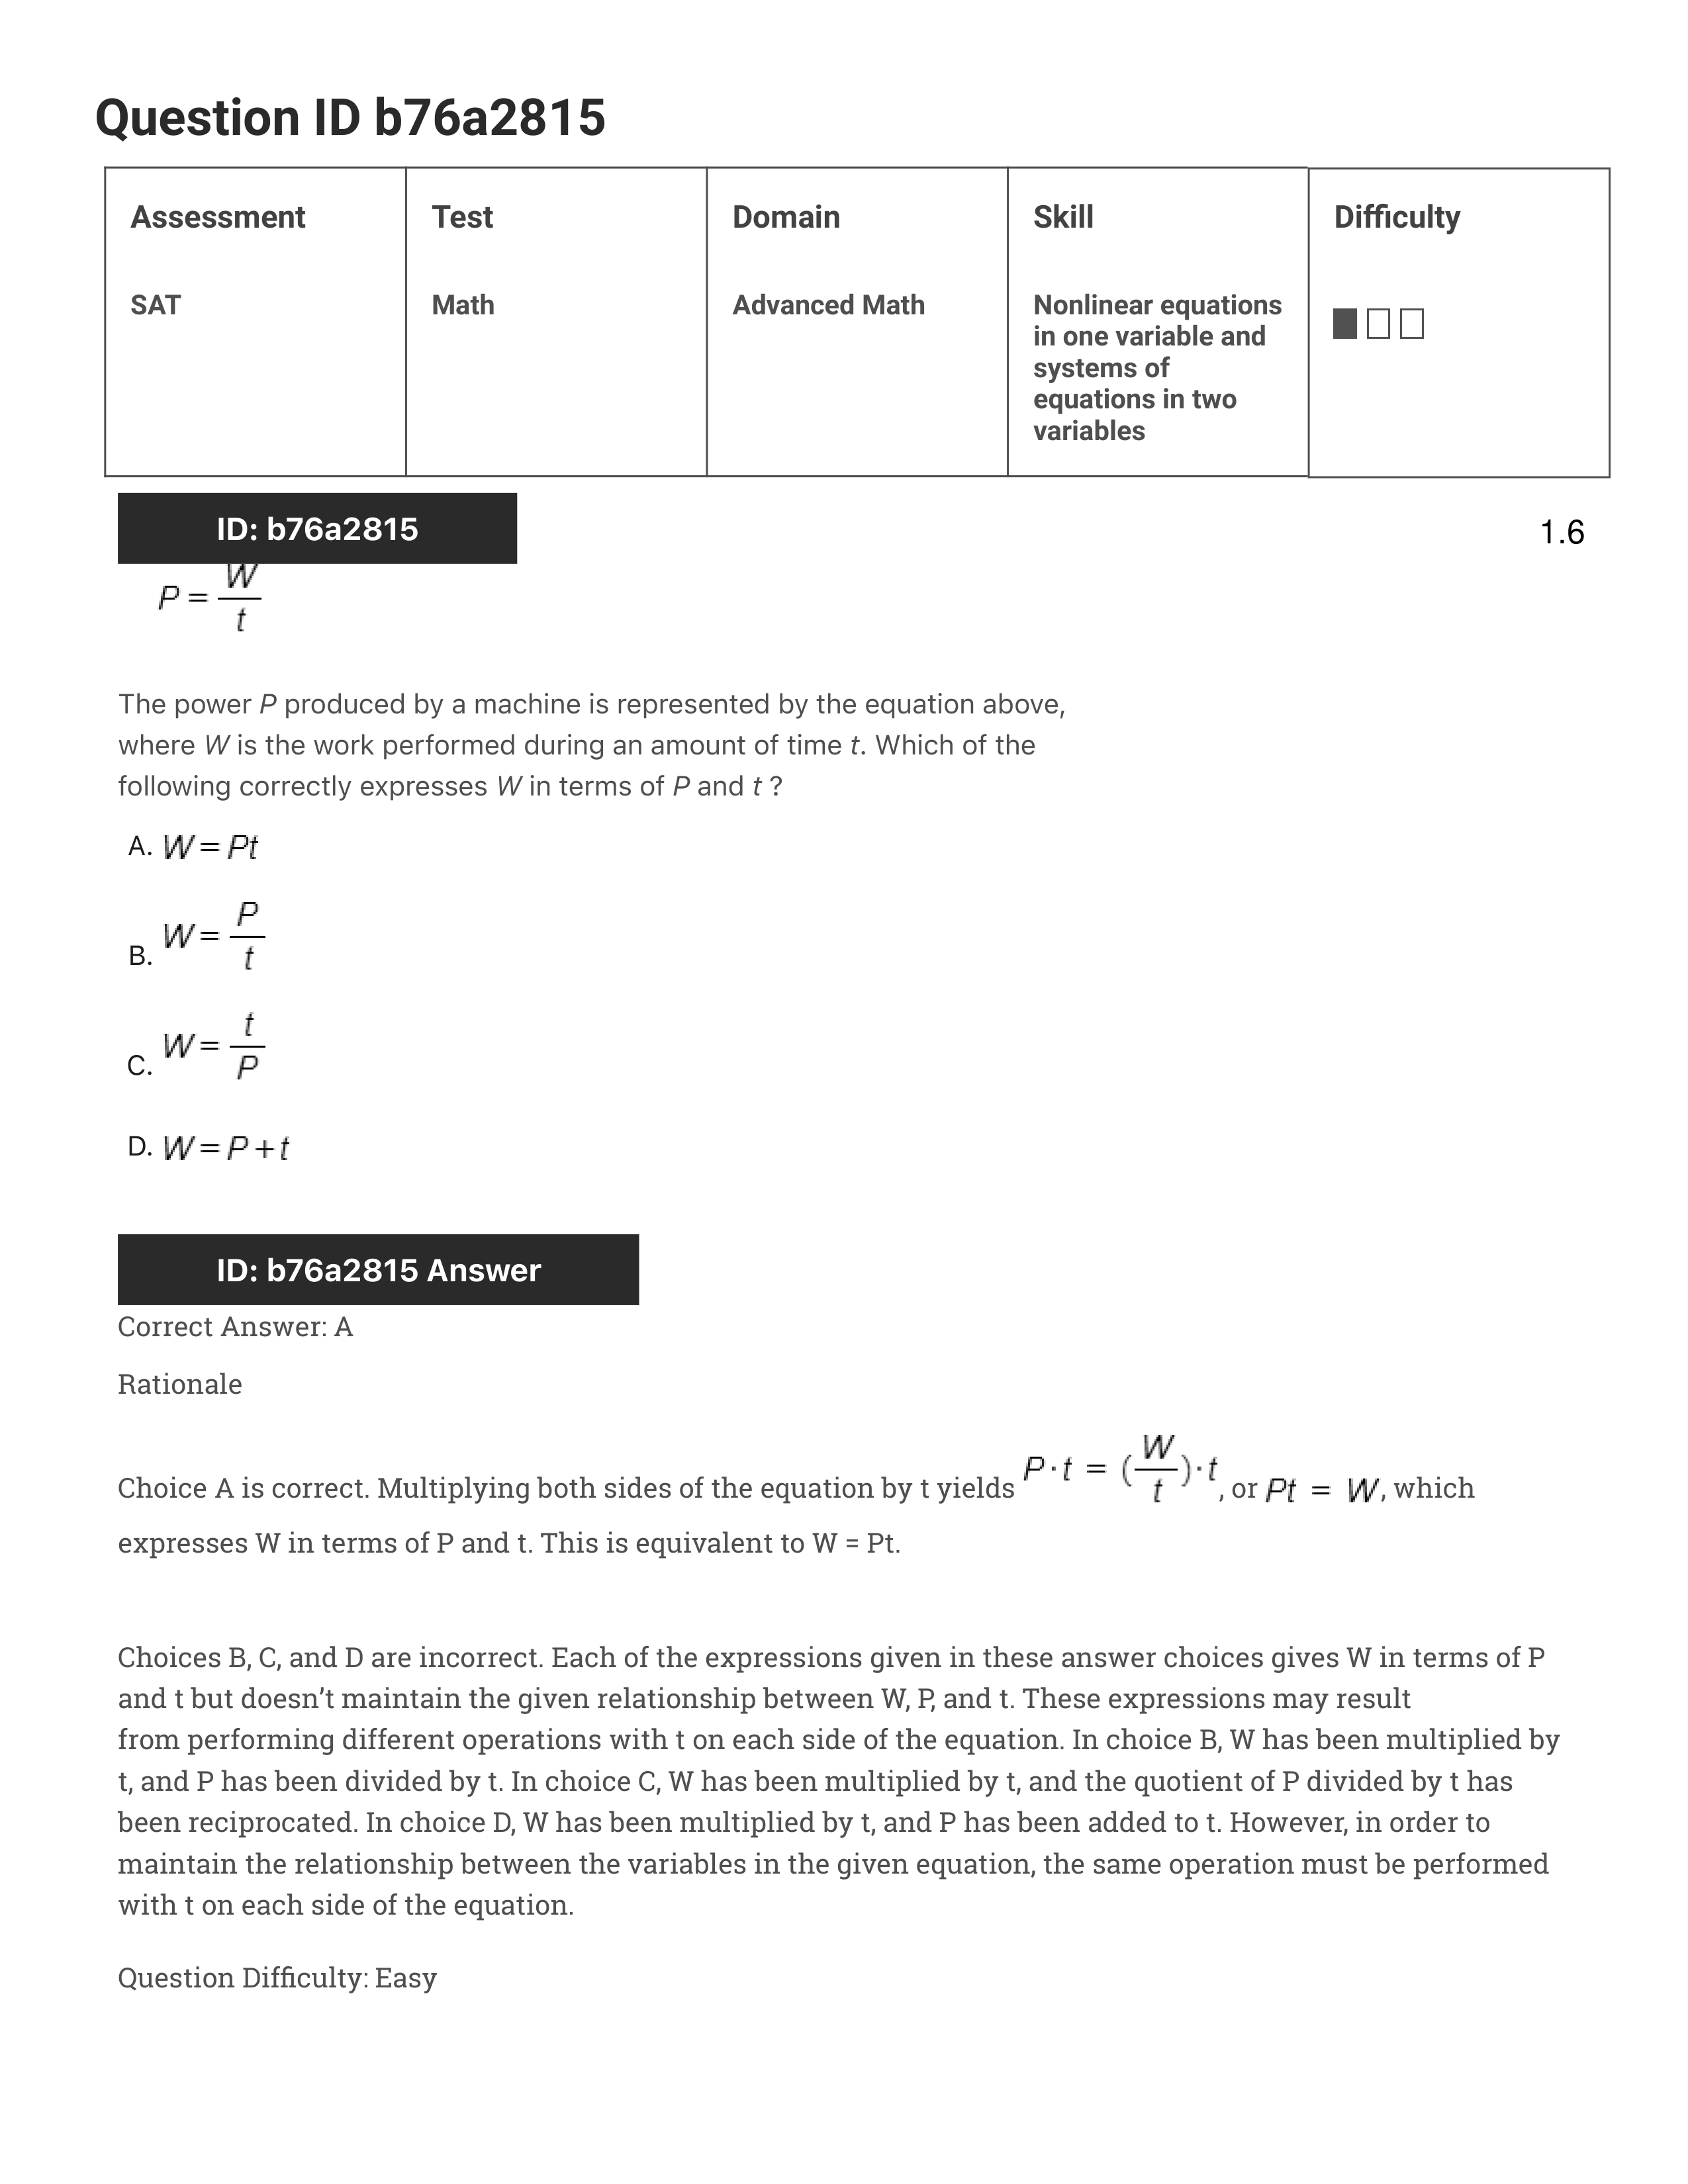 Question ID b76a2815
Assessment
Test
Domain
Skill
Difficulty
SAT
Math
Advanced Math
Nonlinear equations
in one variable and
systems of
equations in two
variables
ID: b76a2815
1.6
P = W/t
The power P produced by a machine is represented by the equation above,
where W is the work performed during an amount of time t. Which of the
following correctly expresses W in terms of P and t ?
A. W = Pt
B. W = P/t
C. W = t/P
D. W = P + t
ID: b76a2815 Answer
Correct Answer: A
Rationale
Choice A is correct. Multiplying both sides of the equation by t yields P · t = (W/t) · t, or Pt = W, which
expresses W in terms of P and t. This is equivalent to W = Pt.
Choices B, C, and D are incorrect. Each of the expressions given in these answer choices gives W in terms of P
and t but doesn’t maintain the given relationship between W, P, and t. These expressions may result
from performing different operations with t on each side of the equation. In choice B, W has been multiplied by
t, and P has been divided by t. In choice C, W has been multiplied by t, and the quotient of P divided by t has
been reciprocated. In choice D, W has been multiplied by t, and P has been added to t. However, in order to
maintain the relationship between the variables in the given equation, the same operation must be performed
with t on each side of the equation.
Question Difficulty: Easy